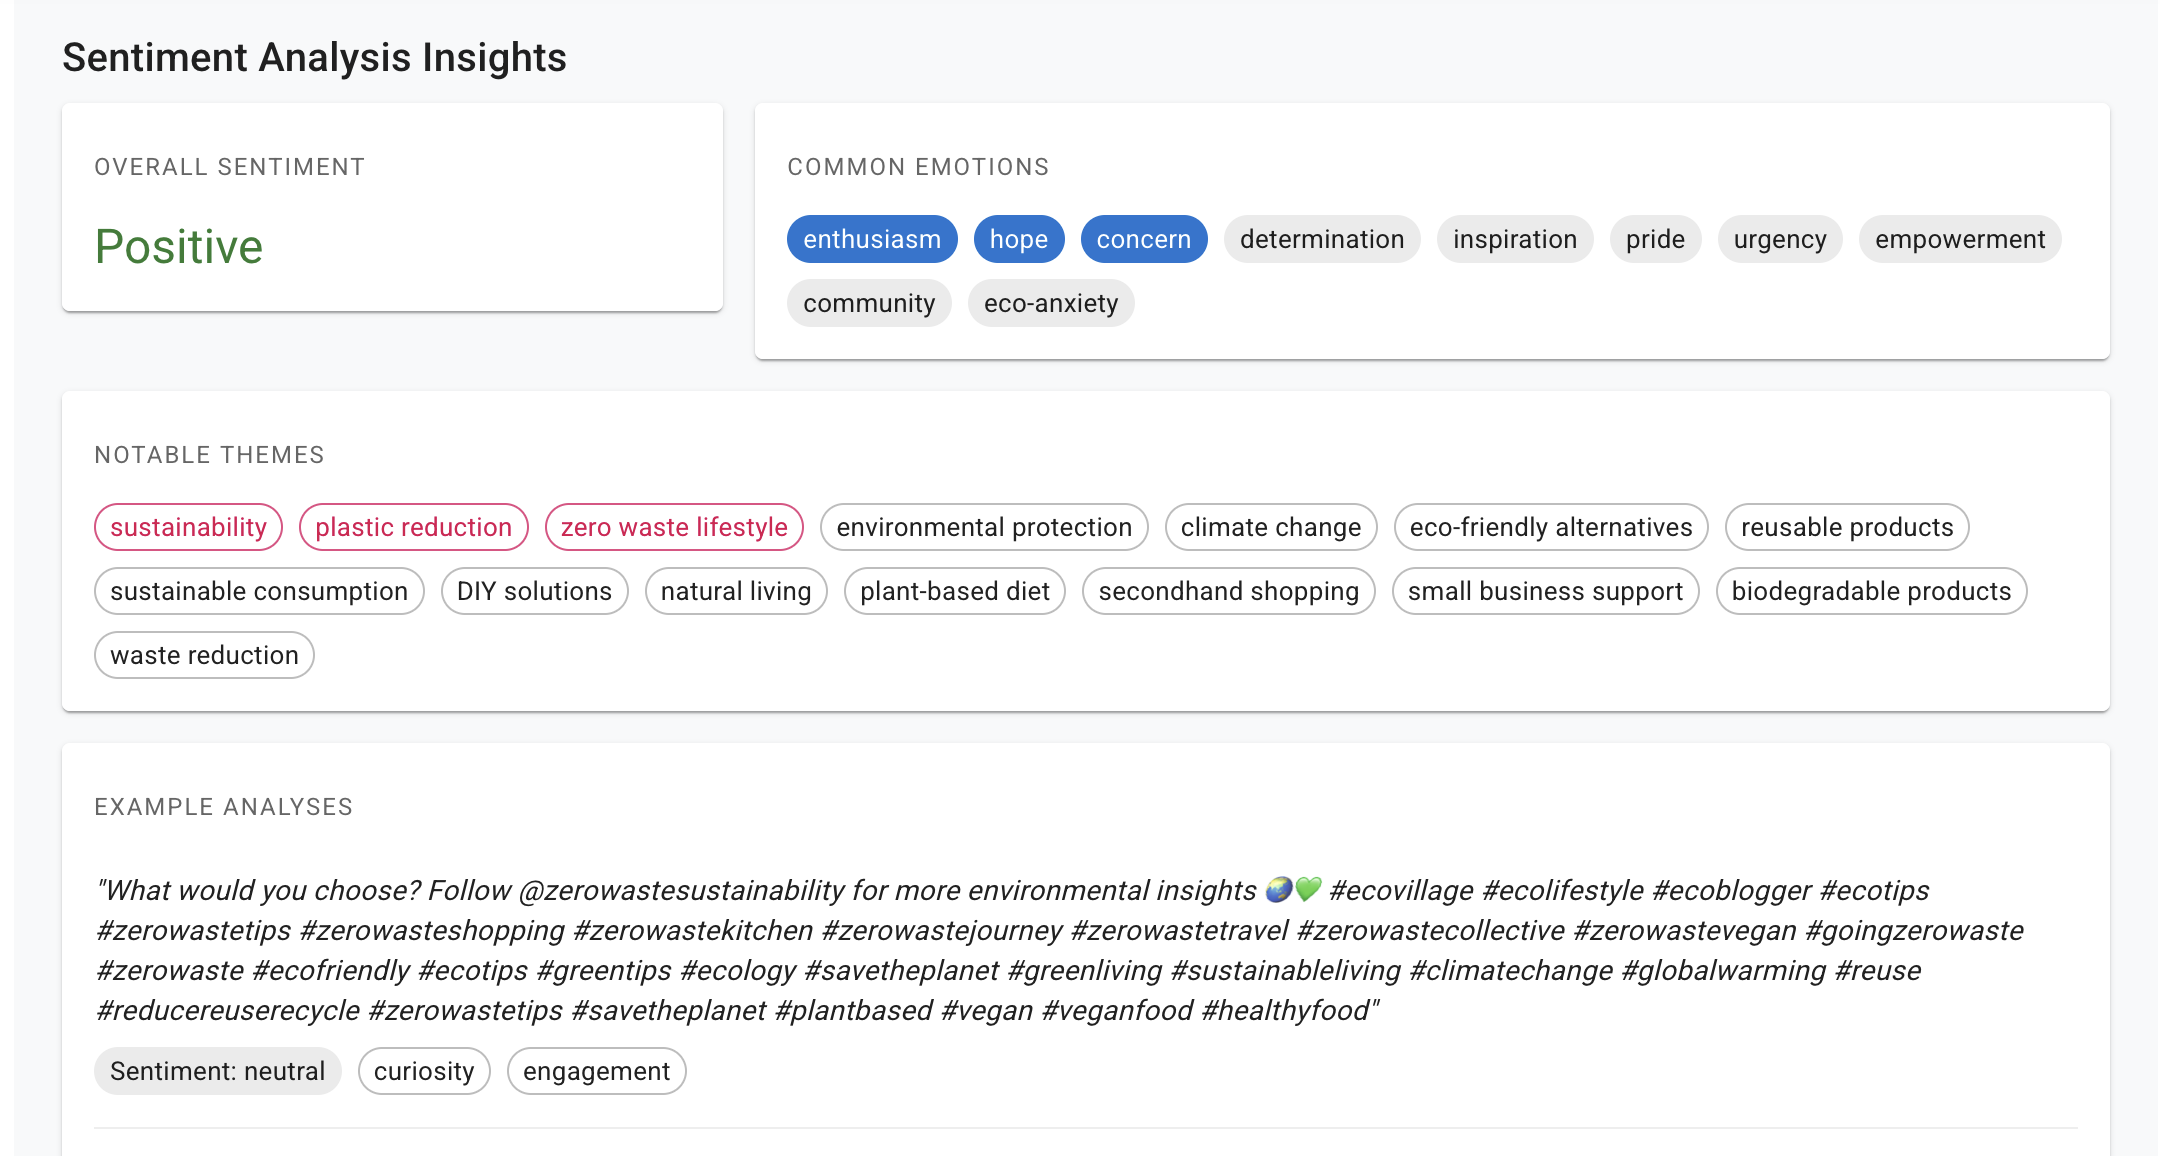 Sentiment Analysis Insights
OVERALL SENTIMENT
Positive
COMMON EMOTIONS
enthusiasm hope concern determination inspiration pride urgency empowerment
community eco-anxiety
NOTABLE THEMES
sustainability plastic reduction zero waste lifestyle environmental protection climate change eco-friendly alternatives reusable products
sustainable consumption DIY solutions natural living plant-based diet secondhand shopping small business support biodegradable products
waste reduction
EXAMPLE ANALYSES
"What would you choose? Follow @zerowastesustainability for more environmental insights 🌏💚 #ecovillage #ecolifestyle #ecoblogger #ecotips
#zerowastetips #zerowasteshopping #zerowastekitchen #zerowastejourney #zerowastetravel #zerowastecollective #zerowastevegan #goingzerowaste
#zerowaste #ecofriendly #ecotips #greentips #ecology #savetheplanet #greenliving #sustainableliving #climatechange #globalwarming #reuse
#reducereuserecycle #zerowastetips #savetheplanet #plantbased #vegan #veganfood #healthyfood"
Sentiment: neutral curiosity engagement